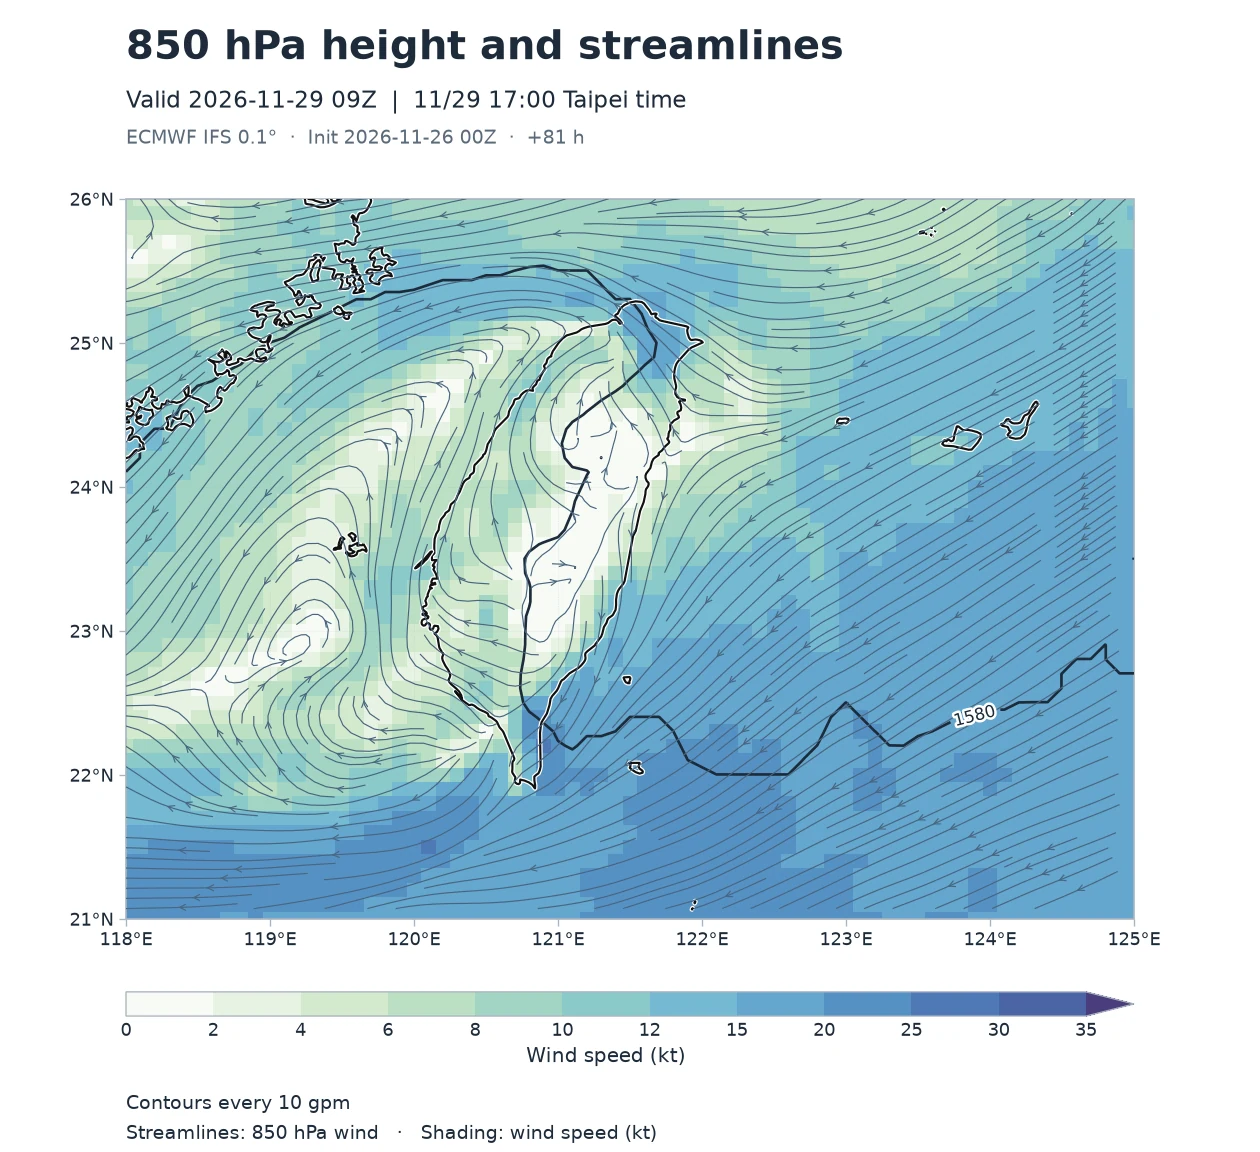 850 hPa height and streamlines
Valid 2026-11-29 09Z | 11/29 17:00 Taipei time
ECMWF IFS 0.1° · Init 2026-11-26 00Z · +81 h
26°N
25°N
24°N
23°N
22°N
21°N
1580
118°E 119°E 120°E 121°E 122°E 123°E 124°E 125°E
0 2 4 6 8 10 12 15 20 25 30 35
Wind speed (kt)
Contours every 10 gpm
Streamlines: 850 hPa wind · Shading: wind speed (kt)